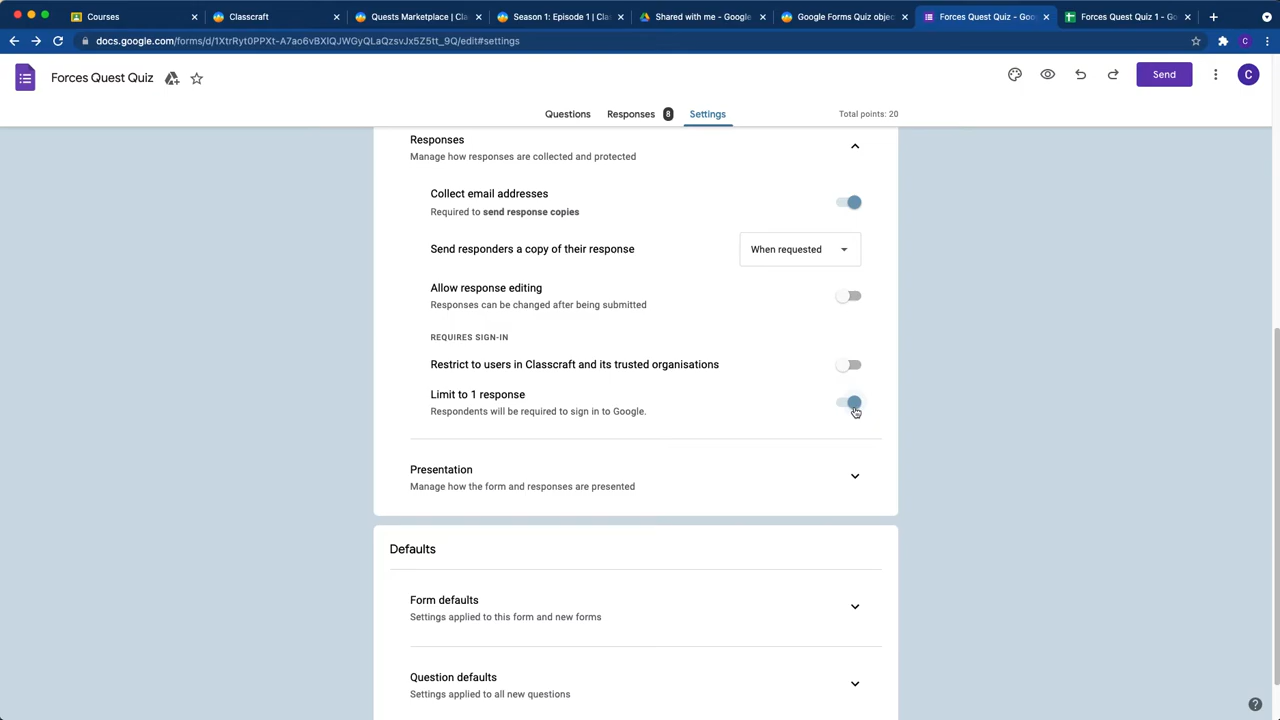 Courses
Classcraft
Quests Marketplace | Cla
Season 1: Episode 1 | Clas
Shared with me - Google
Google Forms Quiz objec
Forces Quest Quiz - Goo
Google Forces Quest Quiz 1 - Go
docs.google.com/forms/d/1XtrRyt0PPXt-A7ao6vBXlQJWGyQLaQzsvJx5Z5tt_9Q/edit#settings
C
Forces Quest Quiz
Send
C
Questions
Responses 8
Settings
Total points: 20
Responses
Manage how responses are collected and protected
Collect email addresses
Required to send response copies
Send responders a copy of their response
When requested
Allow response editing
Responses can be changed after being submitted
REQUIRES SIGN-IN
Restrict to users in Classcraft and its trusted organisations
Limit to 1 response
Respondents will be required to sign in to Google.
Presentation
Manage how the form and responses are presented
Defaults
Form defaults
Settings applied to this form and new forms
Question defaults
Settings applied to all new questions